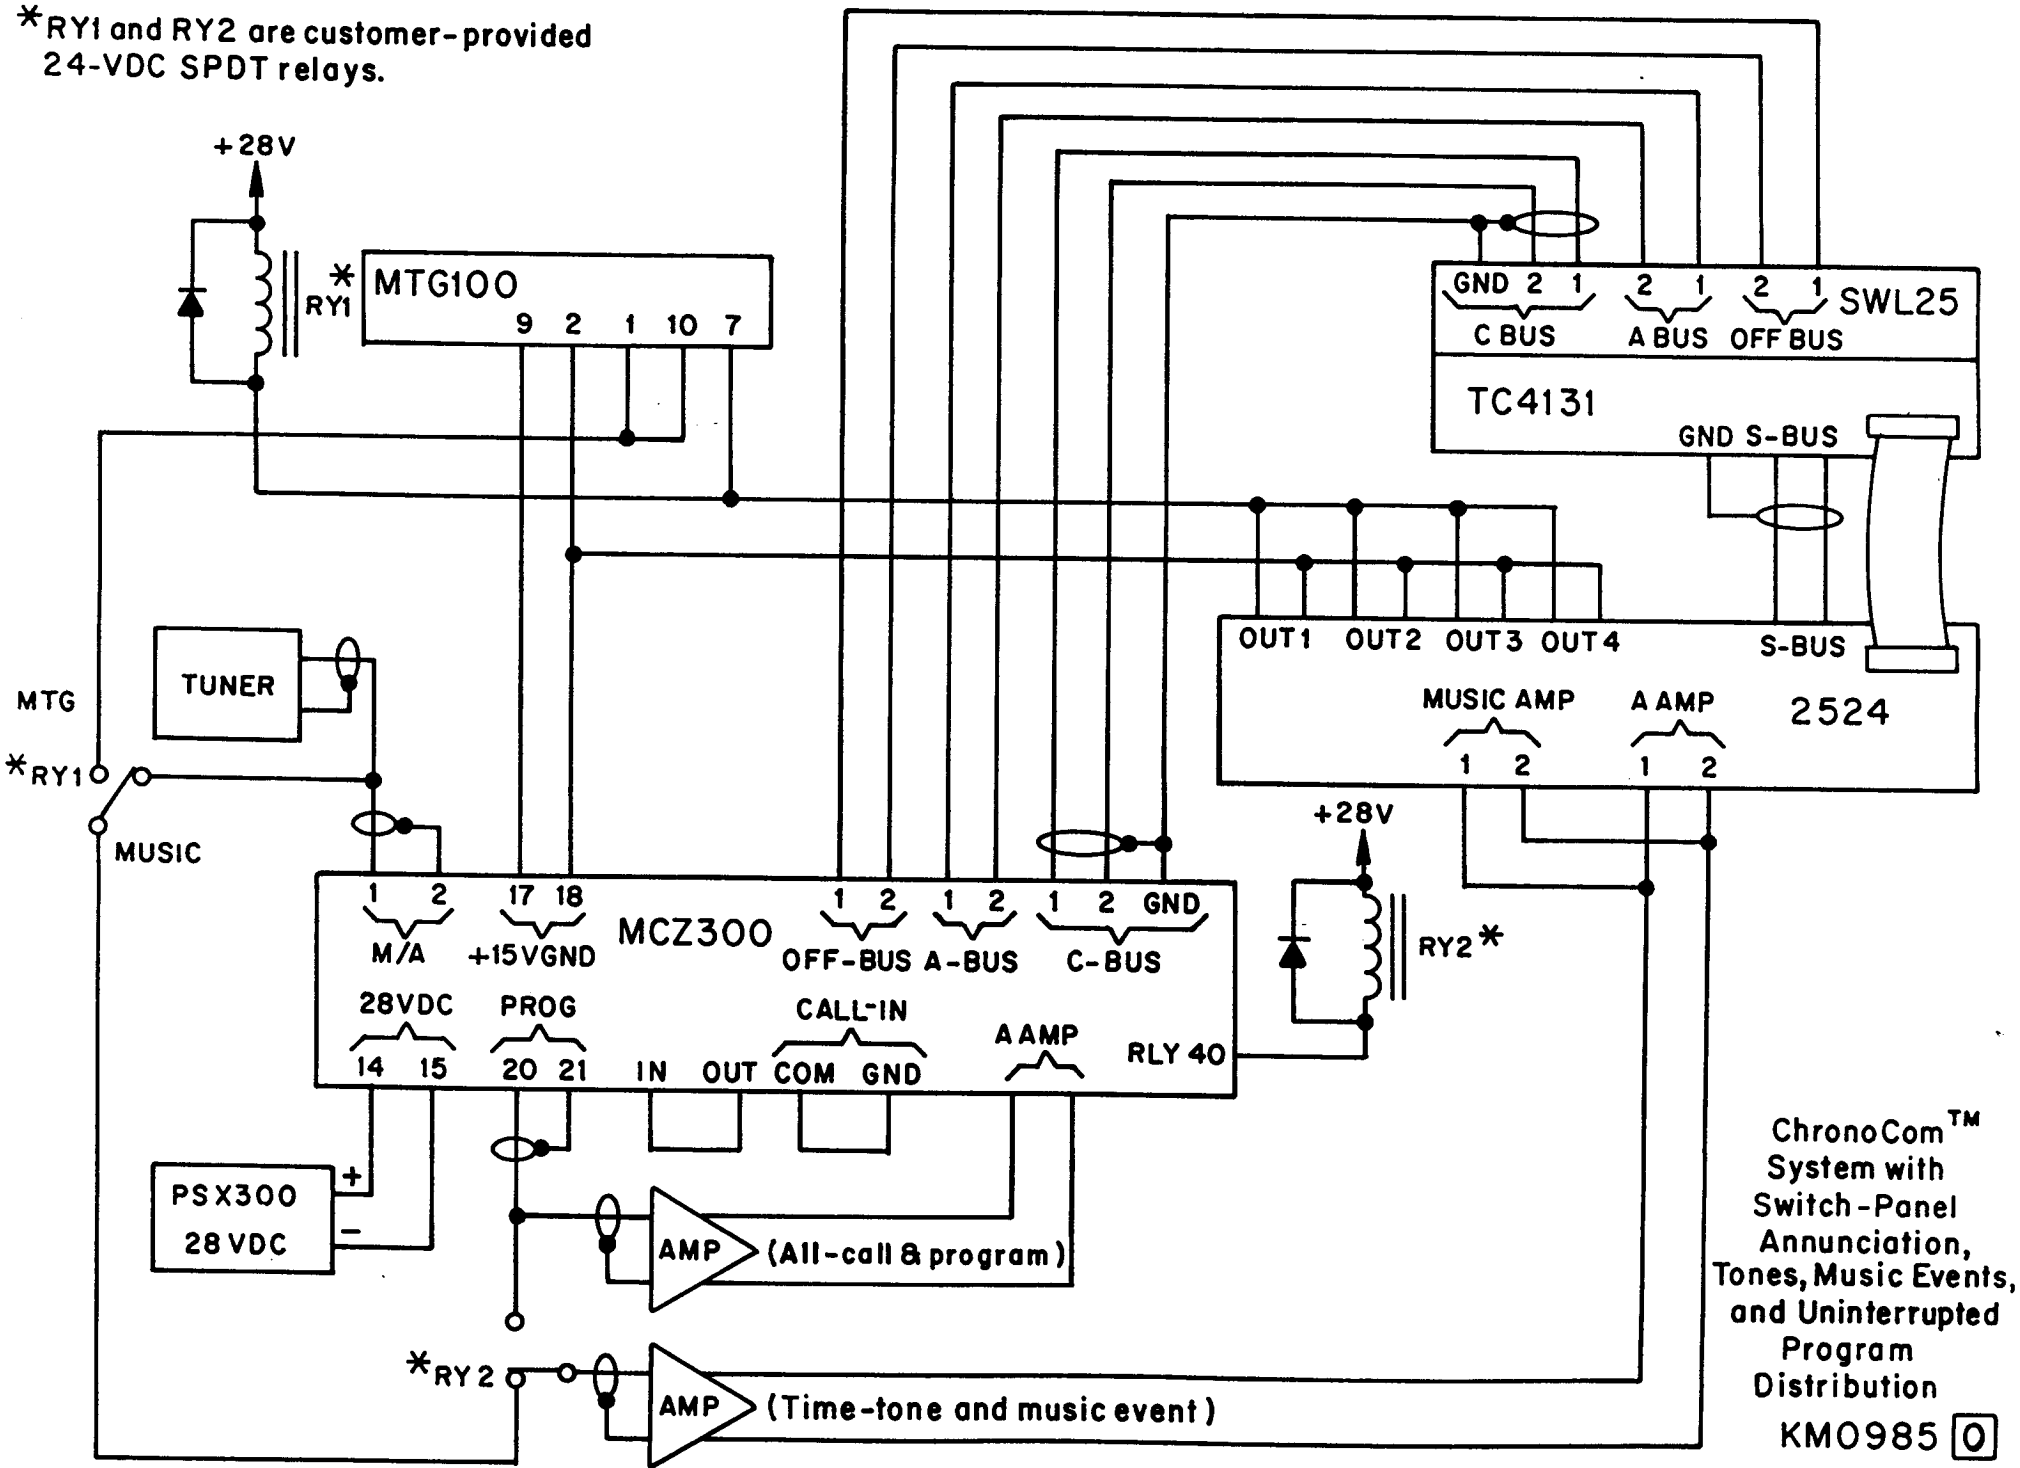 *RY1 and RY2 are customer-provided
24-VDC SPDT relays.
+28V
*
RY1
MTG100
9 2 1 10 7
GND 2 1 2 1 2 1
SWL25
C BUS A BUS OFF BUS
TC4131
GND S-BUS
OUT1 OUT2 OUT3 OUT4 S-BUS
TUNER
MTG
*RY1
MUSIC
MUSIC AMP A AMP
2524
1 2 1 2
+28V
RY2*
1 2 17 18 1 2 1 2 1 2 GND
MCZ300
M/A +15VGND OFF-BUS A-BUS C-BUS
28VDC PROG CALL-IN A AMP
14 15 20 21 IN OUT COM GND RLY 40
PSX300
28VDC
+
−
AMP (All-call & program)
*RY2
AMP (Time-tone and music event)
ChronoCom™
System with
Switch-Panel
Annunciation,
Tones, Music Events,
and Uninterrupted
Program
Distribution
KM0985 0